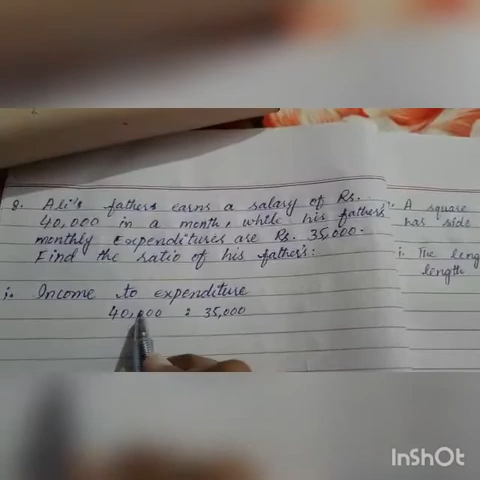 8. Ali's fathers earns a salary of Rs.
40,000 in a month, while his father's
monthly Expenditures are Rs. 35,000.
Find the ratio of his father's:
i. Income to expenditure
40,000 : 35,000
A square
has side
i. The leng
length
InShOt